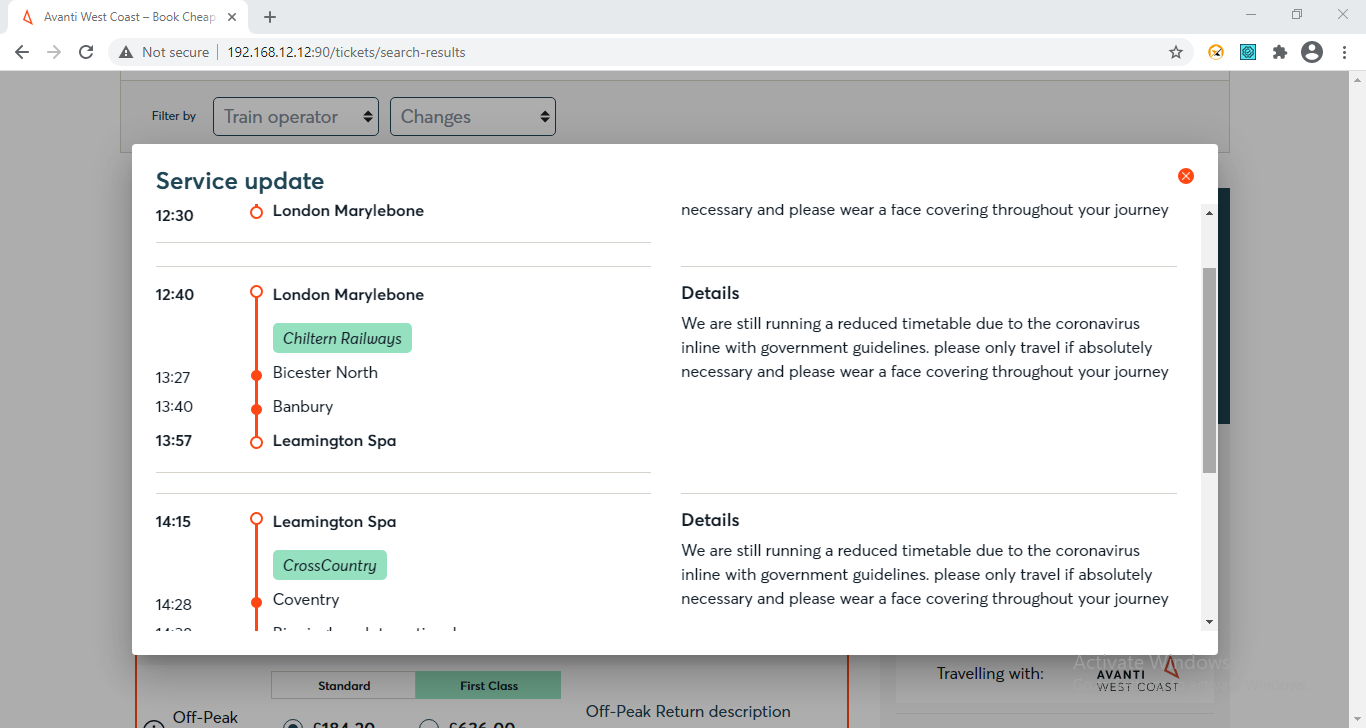 Avanti West Coast – Book Cheap
Not secure
192.168.12.12:90/tickets/search-results
Filter by
Train operator
Changes
Service update
12:30
London Marylebone
necessary and please wear a face covering throughout your journey
12:40
London Marylebone
Chiltern Railways
13:27
Bicester North
13:40
Banbury
13:57
Leamington Spa
Details
We are still running a reduced timetable due to the coronavirus
inline with government guidelines. please only travel if absolutely
necessary and please wear a face covering throughout your journey
14:15
Leamington Spa
CrossCountry
14:28
Coventry
Details
We are still running a reduced timetable due to the coronavirus
inline with government guidelines. please only travel if absolutely
necessary and please wear a face covering throughout your journey
Standard
First Class
Off-Peak
£184.20
£636.00
Off-Peak Return description
Travelling with:
AVANTI
WEST COAST
Activate Windows